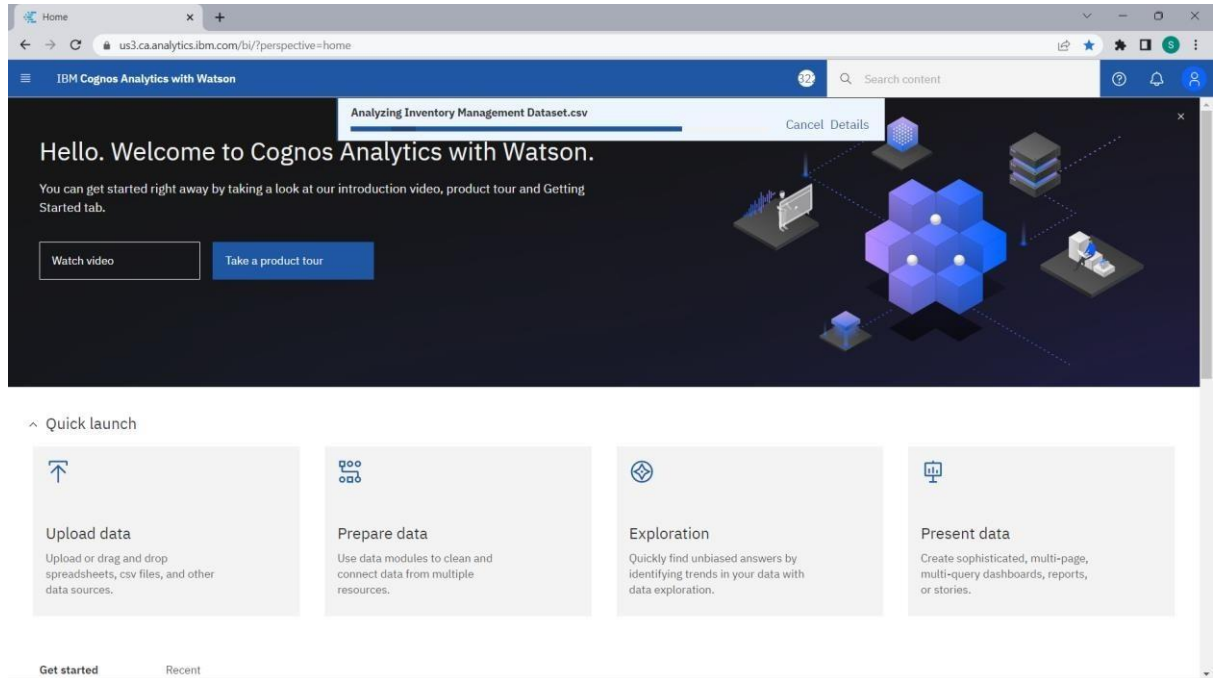 Home
us3.ca.analytics.ibm.com/bi/?perspective=home
S
IBM Cognos Analytics with Watson
Search content
Analyzing Inventory Management Dataset.csv
Cancel Details
Hello. Welcome to Cognos Analytics with Watson.
You can get started right away by taking a look at our introduction video, product tour and Getting
Started tab.
Watch video
Take a product tour
Quick launch
Upload data
Upload or drag and drop
spreadsheets, csv files, and other
data sources.
Prepare data
Use data modules to clean and
connect data from multiple
resources.
Exploration
Quickly find unbiased answers by
identifying trends in your data with
data exploration.
Present data
Create sophisticated, multi-page,
multi-query dashboards, reports,
or stories.
Get started
Recent